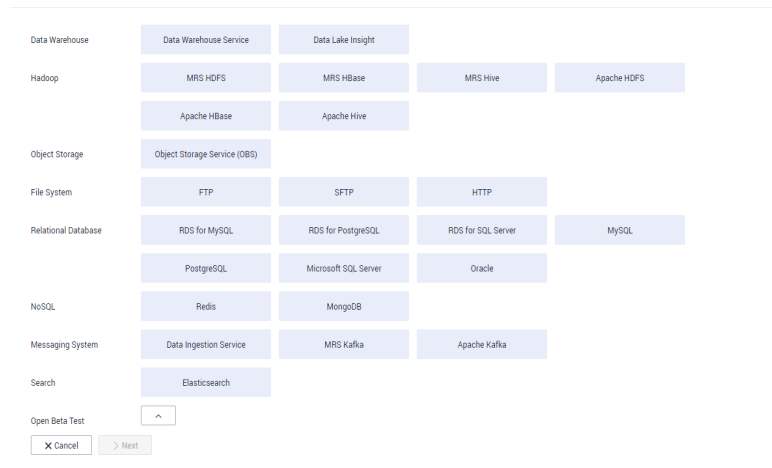 Data Warehouse Data Warehouse Service Data Lake Insight
Hadoop MRS HDFS MRS HBase MRS Hive Apache HDFS
Apache HBase Apache Hive
Object Storage Object Storage Service (OBS)
File System FTP SFTP HTTP
Relational Database RDS for MySQL RDS for PostgreSQL RDS for SQL Server MySQL
PostgreSQL Microsoft SQL Server Oracle
NoSQL Redis MongoDB
Messaging System Data Ingestion Service MRS Kafka Apache Kafka
Search Elasticsearch
Open Beta Test
Cancel Next